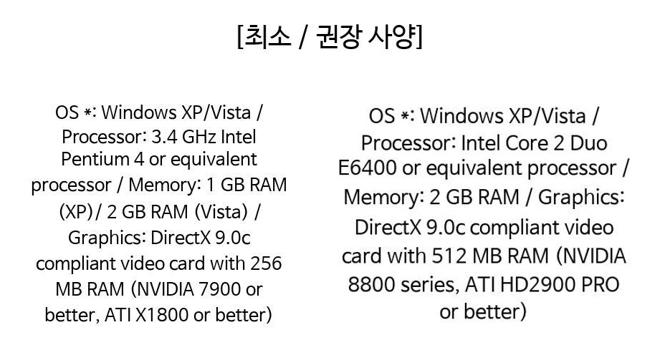 [최소 / 권장 사양]
OS *: Windows XP/Vista /
Processor: 3.4 GHz Intel
Pentium 4 or equivalent
processor / Memory: 1 GB RAM
(XP)/ 2 GB RAM (Vista) /
Graphics: DirectX 9.0c
compliant video card with 256
MB RAM (NVIDIA 7900 or
better, ATI X1800 or better)
OS *: Windows XP/Vista /
Processor: Intel Core 2 Duo
E6400 or equivalent processor /
Memory: 2 GB RAM / Graphics:
DirectX 9.0c compliant video
card with 512 MB RAM (NVIDIA
8800 series, ATI HD2900 PRO
or better)